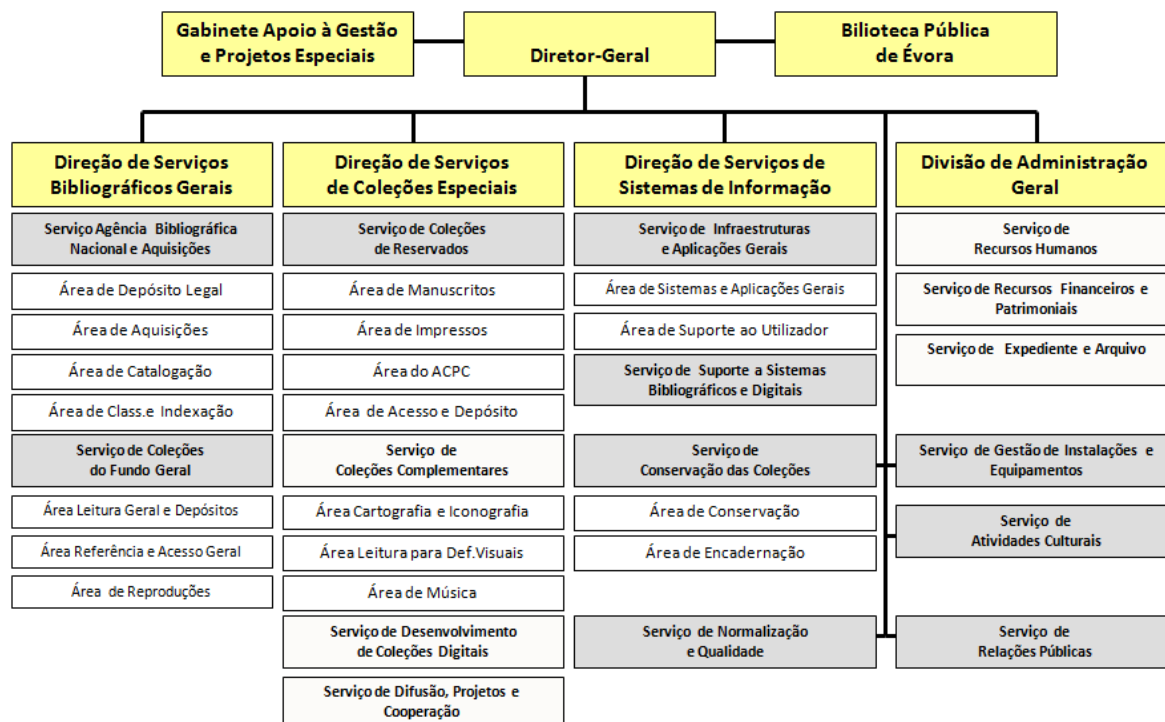 Gabinete Apoio à Gestão
e Projetos Especiais
Diretor-Geral
Bilioteca Pública
de Évora
Direção de Serviços
Bibliográficos Gerais
Serviço Agência Bibliográfica
Nacional e Aquisições
Área de Depósito Legal
Área de Aquisições
Área de Catalogação
Área de Class.e Indexação
Serviço de Coleções
do Fundo Geral
Área Leitura Geral e Depósitos
Área Referência e Acesso Geral
Área de Reproduções
Direção de Serviços
de Coleções Especiais
Serviço de Coleções
de Reservados
Área de Manuscritos
Área de Impressos
Área do ACPC
Área de Acesso e Depósito
Serviço de
Coleções Complementares
Área Cartografia e Iconografia
Área Leitura para Def.Visuais
Área de Música
Serviço de Desenvolvimento
de Coleções Digitais
Serviço de Difusão, Projetos e
Cooperação
Direção de Serviços de
Sistemas de Informação
Serviço de Infraestruturas
e Aplicações Gerais
Área de Sistemas e Aplicações Gerais
Área de Suporte ao Utilizador
Serviço de Suporte a Sistemas
Bibliográficos e Digitais
Serviço de
Conservação das Coleções
Área de Conservação
Área de Encadernação
Serviço de Normalização
e Qualidade
Divisão de Administração
Geral
Serviço de
Recursos Humanos
Serviço de Recursos Financeiros e
Patrimoniais
Serviço de Expediente e Arquivo
Serviço de Gestão de Instalações e
Equipamentos
Serviço de
Atividades Culturais
Serviço de
Relações Públicas